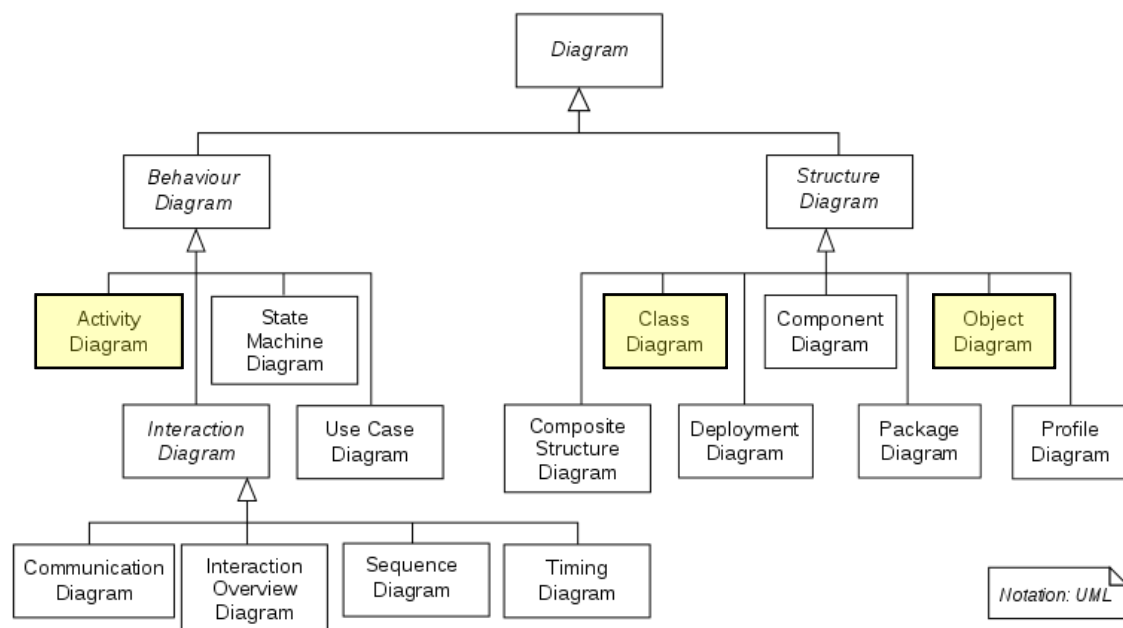 Diagram
Behaviour
Diagram
Structure
Diagram
Activity
Diagram
State
Machine
Diagram
Class
Diagram
Component
Diagram
Object
Diagram
Interaction
Diagram
Use Case
Diagram
Composite
Structure
Diagram
Deployment
Diagram
Package
Diagram
Profile
Diagram
Communication
Diagram
Interaction
Overview
Diagram
Sequence
Diagram
Timing
Diagram
Notation: UML